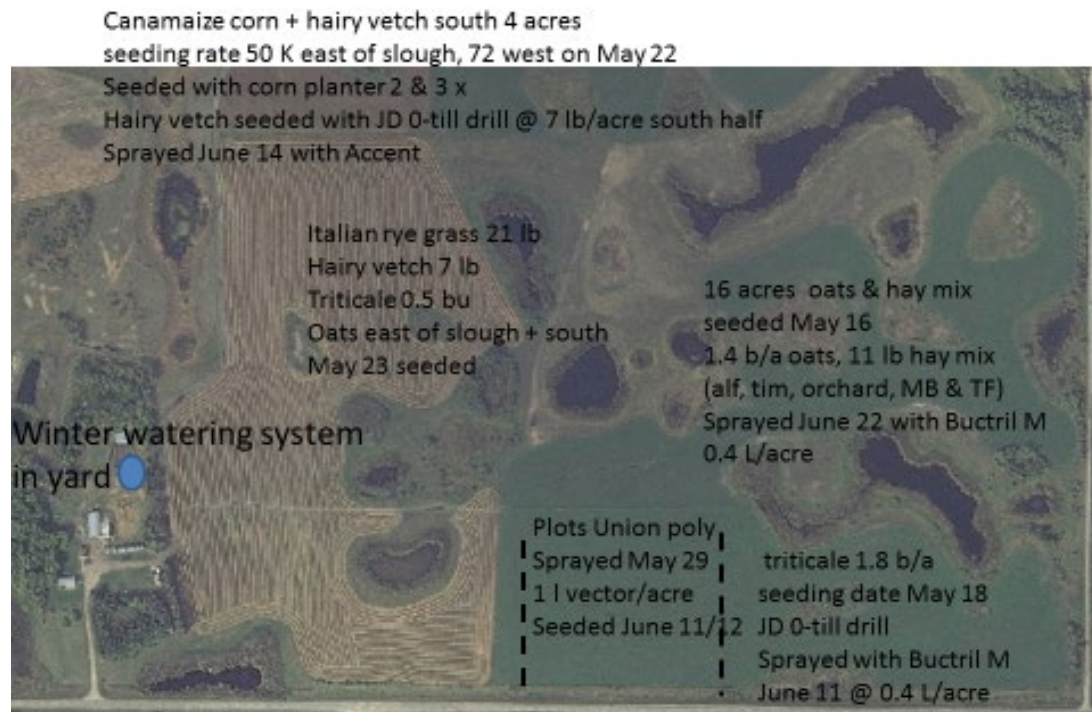 Canamaize corn + hairy vetch south 4 acres
seeding rate 50 K east of slough, 72 west on May 22
Seeded with corn planter 2 & 3 x
Hairy vetch seeded with JD 0-till drill @ 7 lb/acre south half
Sprayed June 14 with Accent
Italian rye grass 21 lb
Hairy vetch 7 lb
Triticale 0.5 bu
Oats east of slough + south
May 23 seeded
16 acres oats & hay mix
seeded May 16
1.4 b/a oats, 11 lb hay mix
(alf, tim, orchard, MB & TF)
Sprayed June 22 with Buctril M
0.4 L/acre
Winter watering system
in yard
Plots Union poly
Sprayed May 29
1 l vector/acre
Seeded June 11/12
triticale 1.8 b/a
seeding date May 18
JD 0-till drill
Sprayed with Buctril M
June 11 @ 0.4 L/acre